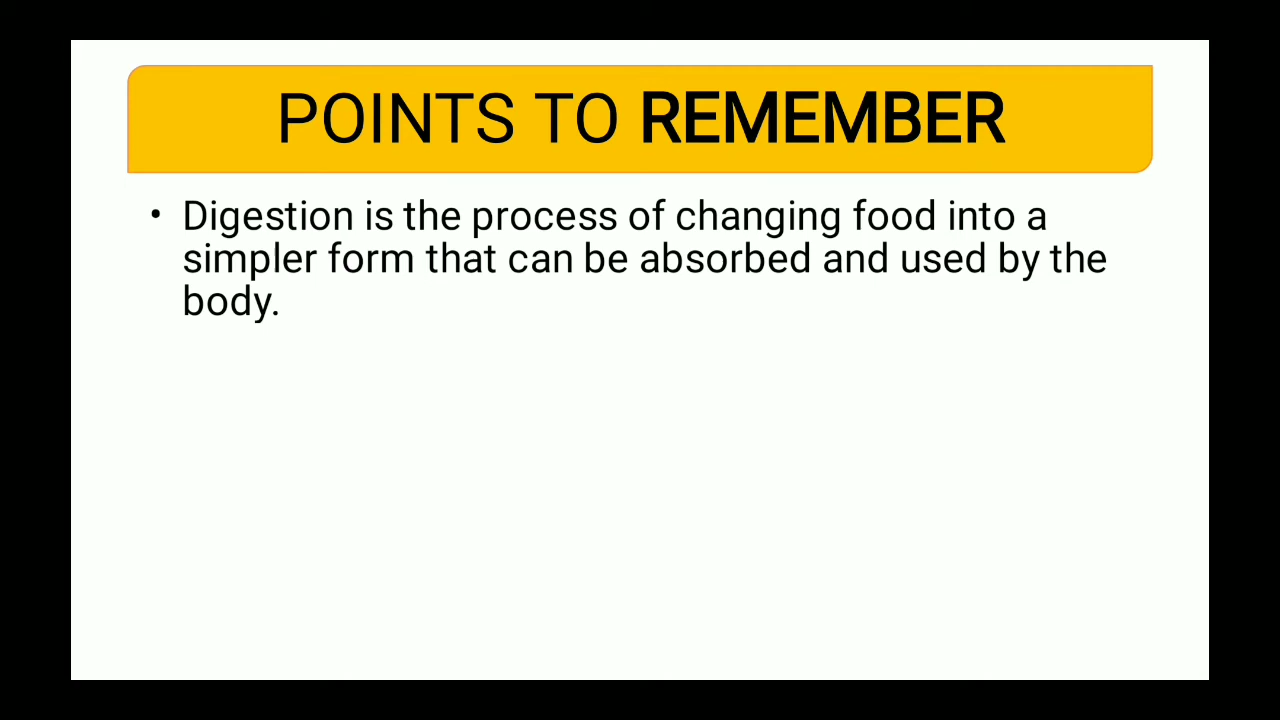 POINTS TO REMEMBER
• Digestion is the process of changing food into a
simpler form that can be absorbed and used by the
body.